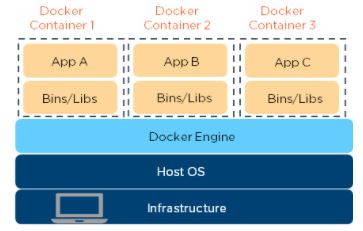 Docker Container 1
Docker Container 2
Docker Container 3
App A
App B
App C
Bins/Libs
Bins/Libs
Bins/Libs
Docker Engine
Host OS
Infrastructure